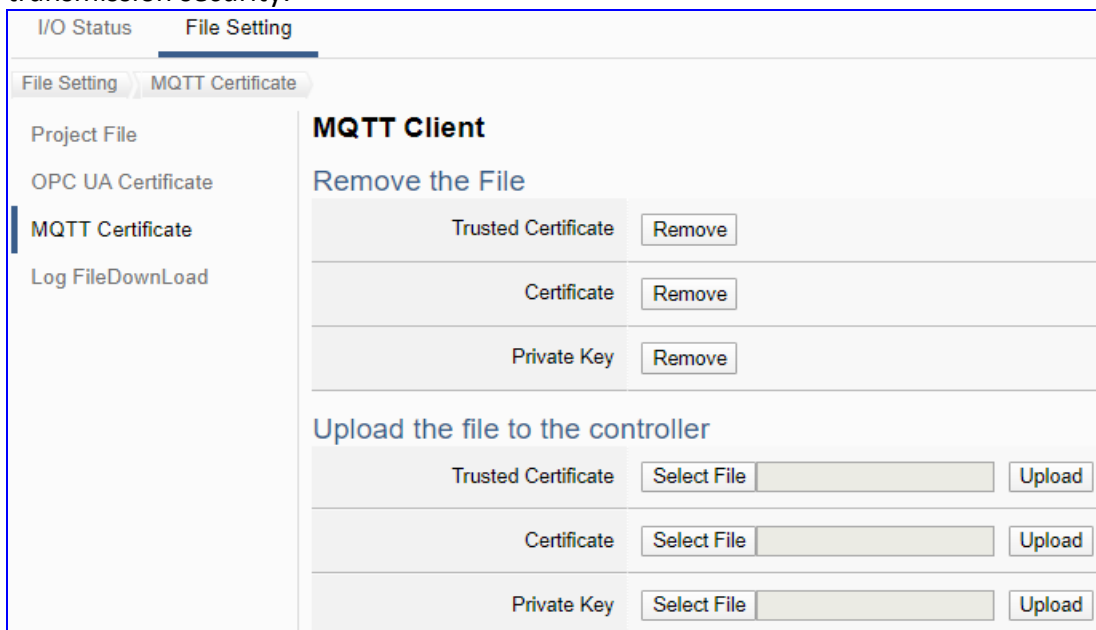 transmission security.
I/O Status File Setting
File Setting MQTT Certificate
Project File
OPC UA Certificate
MQTT Certificate
Log FileDownLoad
MQTT Client
Remove the File
Trusted Certificate Remove
Certificate Remove
Private Key Remove
Upload the file to the controller
Trusted Certificate Select File Upload
Certificate Select File Upload
Private Key Select File Upload